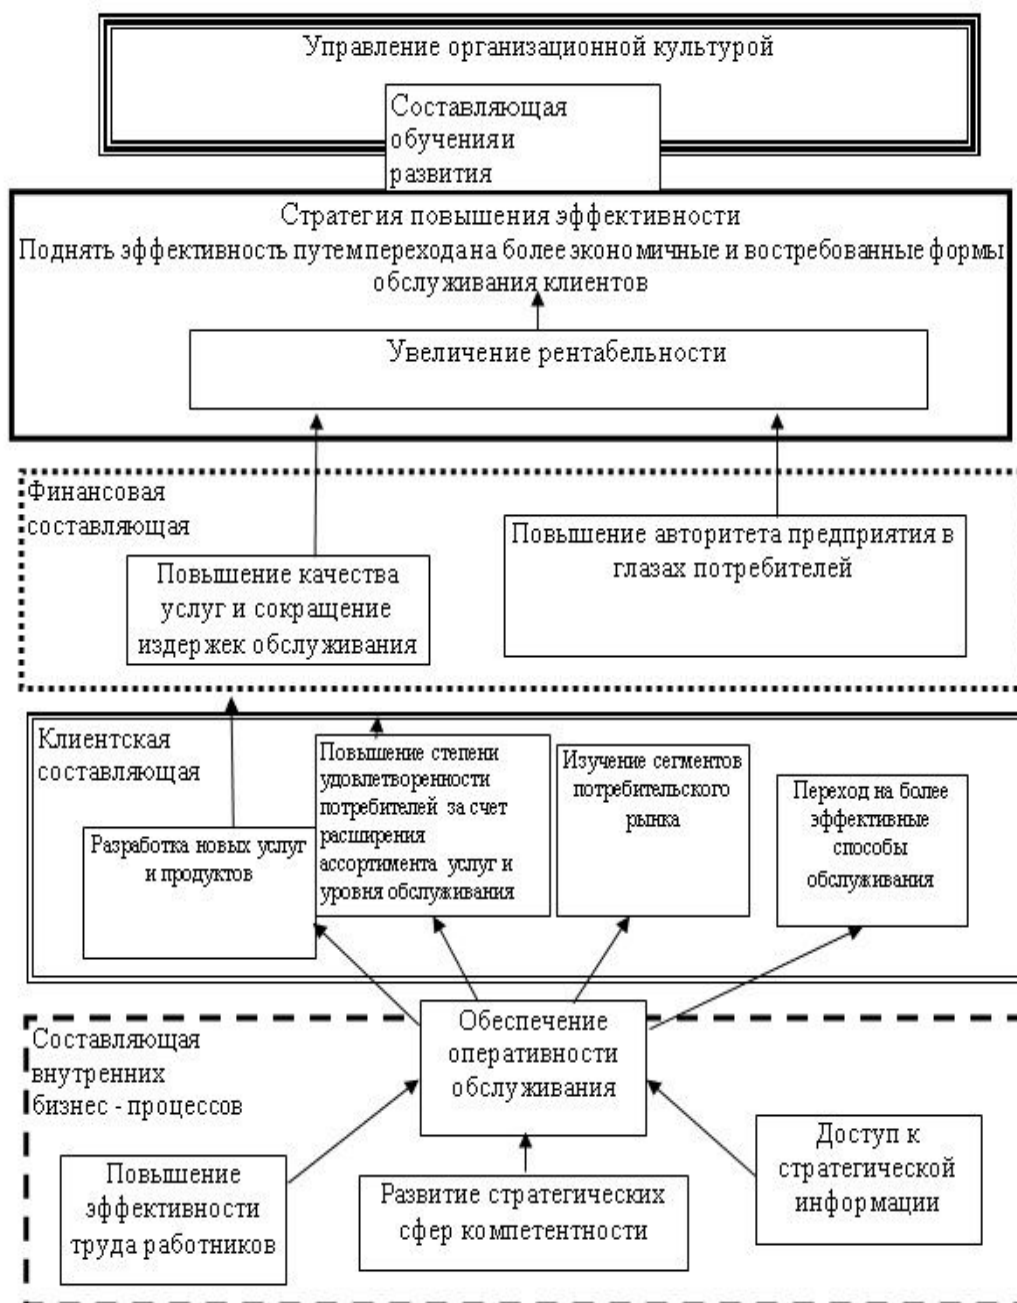 Управление организационной культурой
Составляющая
обученияи
развития
Стратегия повышения эффективности
Поднять эффективность путем перехода на более экономичные и востребованные формы
обслуживания клиентов
Увеличение рентабельности
Финансовая
составляющая
Повышение качества
услуг и сокращение
издержек обслуживания
Повышение авторитета предприятия в
глазах потребителей
Клиентская
составляющая
Разработка новых услуг
и продуктов
Повышение степени
удовлетворенности
потребителей за счет
расширения
ассортимента услуг и
уровня обслуживания
Изучение сегментов
потребительского
рынка
Переход на более
эффективные
способы
обслуживания
Составляющая
внутренних
бизнес - процессов
Обеспечение
оперативности
обслуживания
Повышение
эффективности
труда работников
Развитие стратегических
сфер компетентности
Доступ к
стратегической
информации